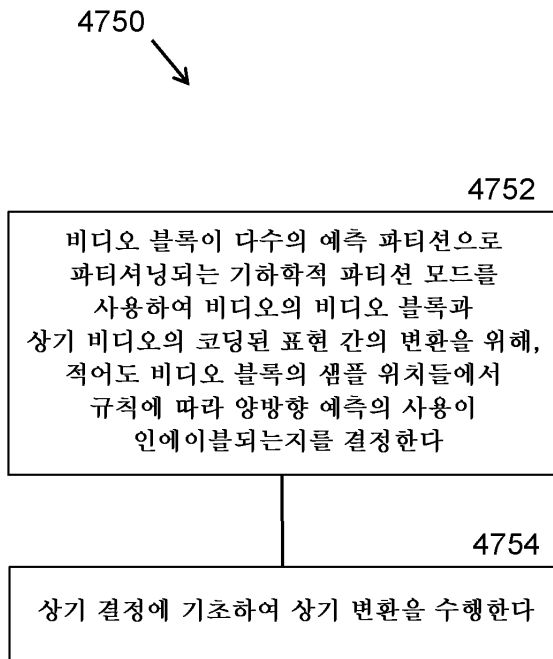 4750
4752
비디오 블록이 다수의 예측 파티션으로
파티셔닝되는 기하학적 파티션 모드를
사용하여 비디오의 비디오 블록과
상기 비디오의 코딩된 표현 간의 변환을 위해,
적어도 비디오 블록의 샘플 위치들에서
규칙에 따라 양방향 예측의 사용이
인에이블되는지를 결정한다
4754
상기 결정에 기초하여 상기 변환을 수행한다